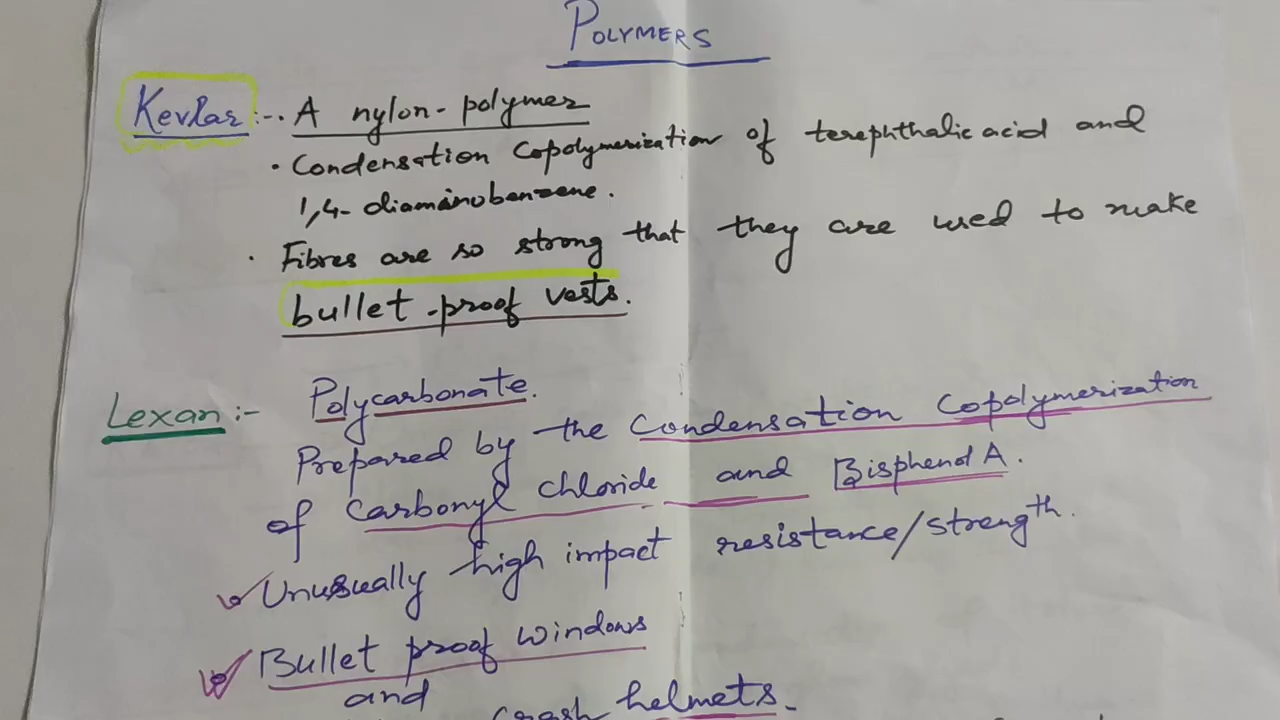 POLYMERS
Kevlar :-. A nylon-polymer
. Condensation Copolymerization of terephthalic acid and
1,4- diaminobenzene.
. Fibres are so strong that they are used to make
bullet-proof vests.
Lexan :- Polycarbonate.
Prepared by the Condensation Copolymerization
of Carbonyl chloride and Bisphenol A.
Unusually high impact resistance/strength.
Bullet proof windows
and
crash helmets.